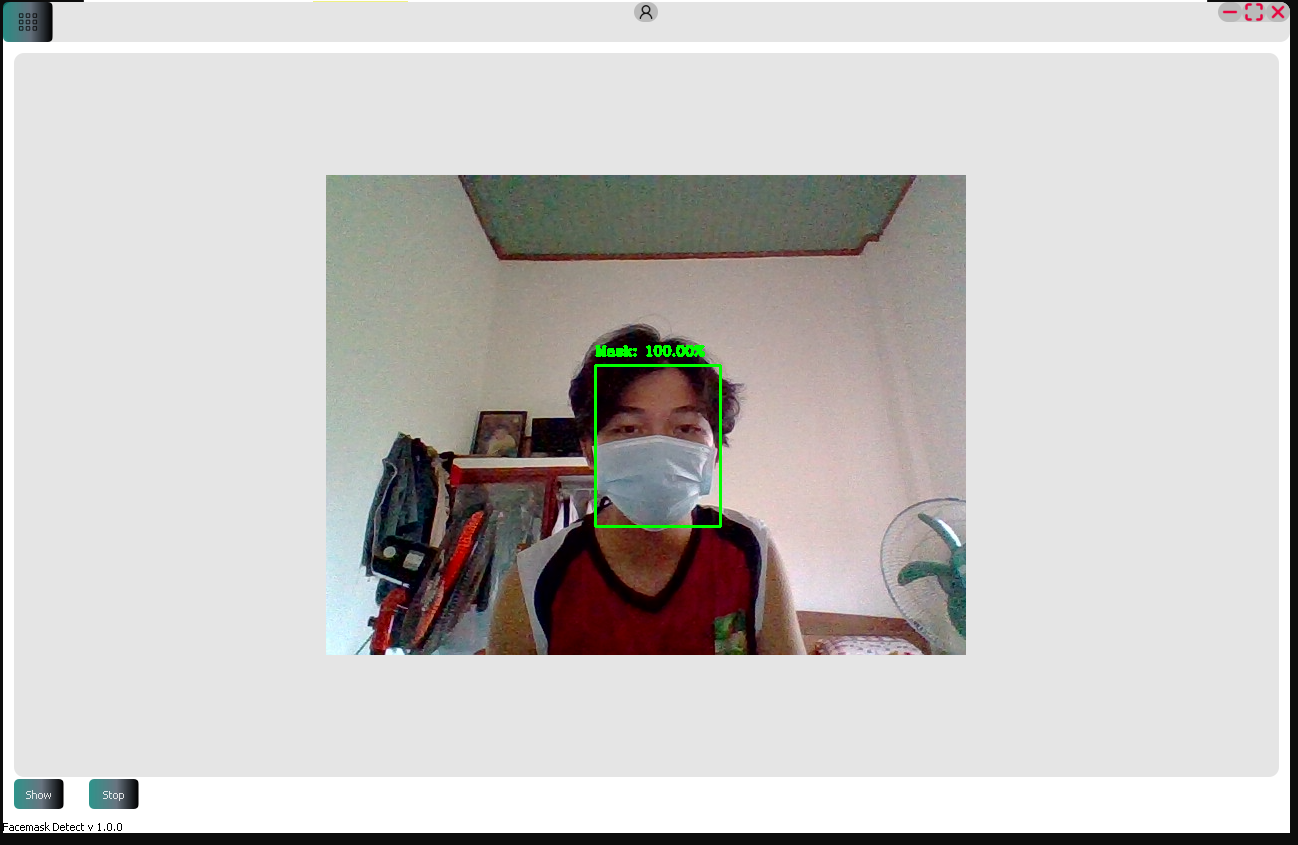 Mask: 100.00%
Show
Stop
Facemask Detect v 1.0.0